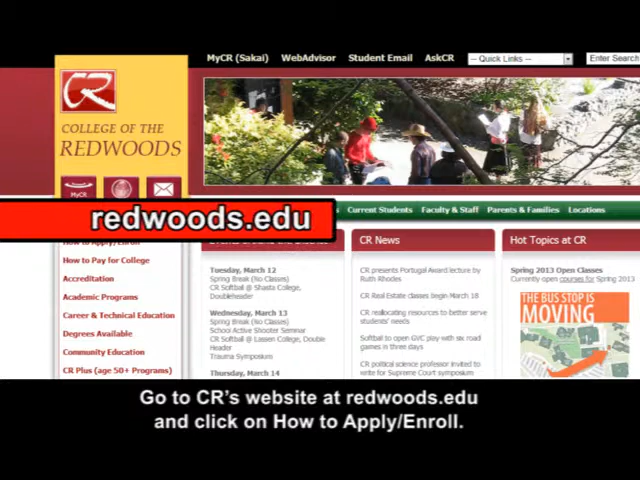 MyCR (Sakai) WebAdvisor Student Email AskCR -- Quick Links -- Enter Search
CR
COLLEGE OF THE
REDWOODS
MyCR
redwoods.edu
Current Students Faculty & Staff Parents & Families Locations
How to Apply/Enroll
How to Pay for College
Accreditation
Academic Programs
Career & Technical Education
Degrees Available
Community Education
CR Plus (age 50+ Programs)
Tuesday, March 12
Spring Break (No Classes)
CR Softball @ Shasta College,
Doubleheader
Wednesday, March 13
Spring Break (No Classes)
School Active Shooter Seminar
CR Softball @ Lassen College, Double
Header
Trauma Symposium
Thursday, March 14
CR News
CR presents Portugal Award lecture by
Ruth Rhodes
CR Real Estate classes begin March 18
CR reallocating resources to better serve
students' needs
Softball to open GVC play with six road
games in three days
CR political science professor invited to
write for Supreme Court symposium
Hot Topics at CR
Spring 2013 Open Classes
Currently open courses for Spring 2013
THE BUS STOP IS
MOVING
Go to CR's website at redwoods.edu
and click on How to Apply/Enroll.